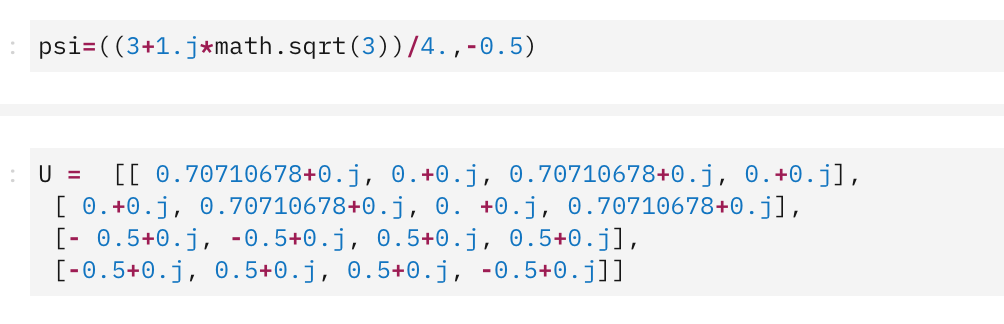 : psi=((3+1.j*math.sqrt(3))/4.,-0.5)
: U =  [[ 0.70710678+0.j, 0.+0.j, 0.70710678+0.j, 0.+0.j],
[ 0.+0.j, 0.70710678+0.j, 0. +0.j, 0.70710678+0.j],
[- 0.5+0.j, -0.5+0.j, 0.5+0.j, 0.5+0.j],
[-0.5+0.j, 0.5+0.j, 0.5+0.j, -0.5+0.j]]